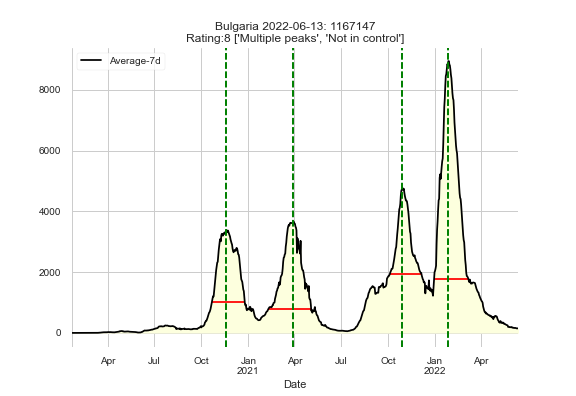 Bulgaria 2022-06-13: 1167147
Rating:8 ['Multiple peaks', 'Not in control']
Average-7d
8000
6000
4000
2000
0
Apr Jul Oct Jan Apr Jul Oct Jan Apr
2021 2022
Date